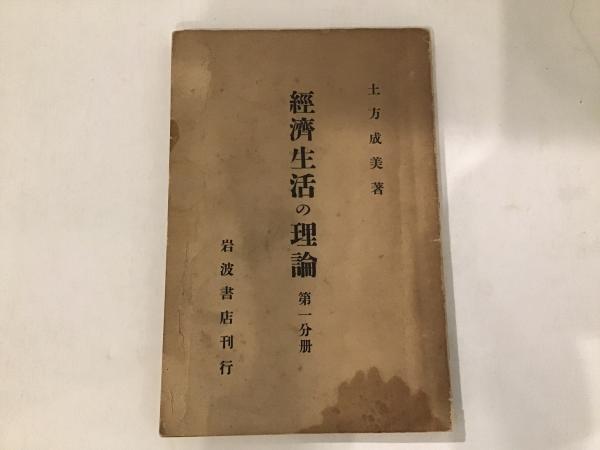 土方成美著
經濟生活の理論 第一分册
岩波書店刊行